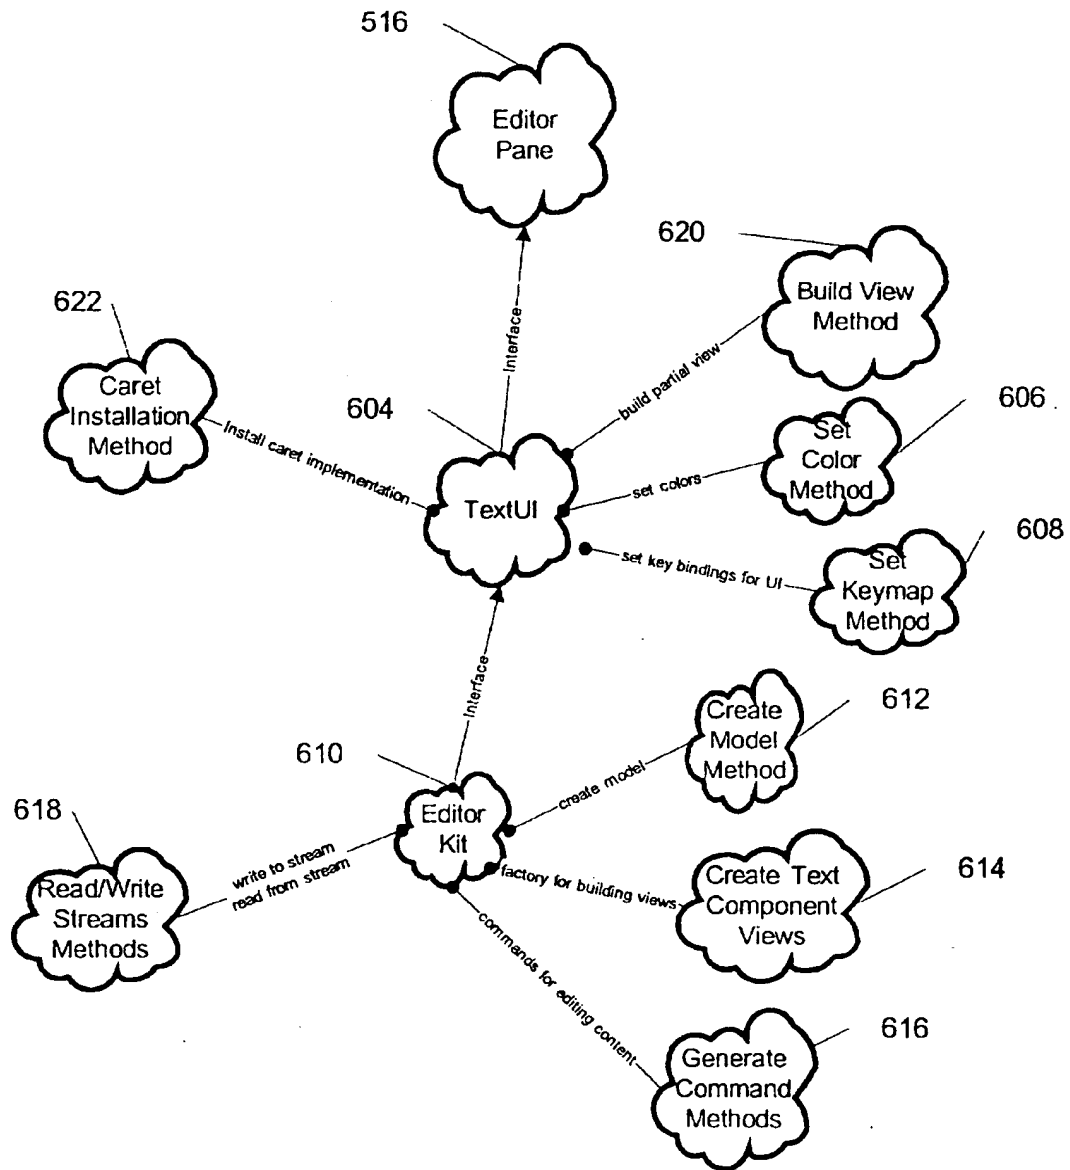 516
Editor
Pane
620
Build View
Method
622
Caret
Installation
Method
Interface
build partial view
604
606
Set
Color
Method
Install caret implementation
TextUI
set colors
608
set key bindings for UI
Set
Keymap
Method
Interface
612
Create
Model
Method
610
create model
Editor
Kit
618
write to stream
read from stream
Read/Write
Streams
Methods
factory for building views
Create Text
Component
Views
614
commands for editing content
616
Generate
Command
Methods